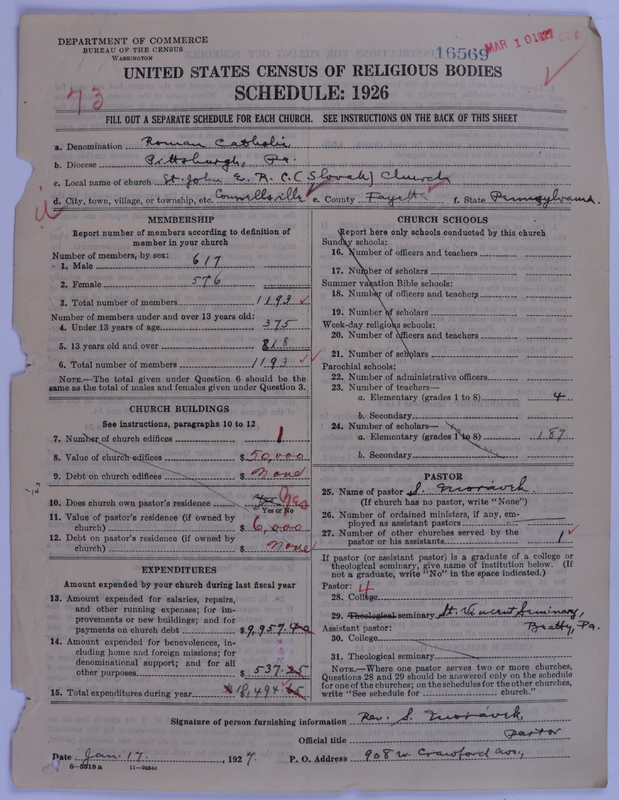 DEPARTMENT OF COMMERCE
BUREAU OF THE CENSUS
WASHINGTON
16569
MAR 10 1927
UNITED STATES CENSUS OF RELIGIOUS BODIES
SCHEDULE: 1926
73
FILL OUT A SEPARATE SCHEDULE FOR EACH CHURCH. SEE INSTRUCTIONS ON THE BACK OF THIS SHEET
a. Denomination Roman Catholic
b. Diocese Pittsburgh, Pa.
c. Local name of church St. John E. R. C. (Slovak) Church
d. City, town, village, or township, etc. Connellsville e. County Fayette f. State Pennsylvania.
MEMBERSHIP
Report number of members according to definition of
member in your church
Number of members, by sex:
1. Male 617
2. Female 576
3. Total number of members 1193
Number of members under and over 13 years old:
4. Under 13 years of age 375
5. 13 years old and over 818
6. Total number of members 1193
NOTE.—The total given under Question 6 should be the
same as the total of males and females given under Question 3.
CHURCH BUILDINGS
See instructions, paragraphs 10 to 12
7. Number of church edifices 1
8. Value of church edifices $50,000
9. Debt on church edifices $ None
10. Does church own pastor's residence Yes
Yes or No
11. Value of pastor's residence (if owned by
church) $6,000
12. Debt on pastor's residence (if owned by
church) $ None
EXPENDITURES
Amount expended by your church during last fiscal year
13. Amount expended for salaries, repairs,
and other running expenses; for im-
provements or new buildings; and for
payments on church debt $9,957.40
14. Amount expended for benevolences, in-
cluding home and foreign missions; for
denominational support; and for all
other purposes $537.25
15. Total expenditures during year
CHURCH SCHOOLS
Report here only schools conducted by this church
Sunday schools:
16. Number of officers and teachers
17. Number of scholars
Summer vacation Bible schools:
18. Number of officers and teachers
19. Number of scholars
Week-day religious schools:
20. Number of officers and teachers
21. Number of scholars
Parochial schools:
22. Number of administrative officers
23. Number of teachers—
a. Elementary (grades 1 to 8) 4
b. Secondary
24. Number of scholars—
a. Elementary (grades 1 to 8) 187
b. Secondary
PASTOR
25. Name of pastor S. Moravek
(If church has no pastor, write "None")
26. Number of ordained ministers, if any, em-
ployed as assistant pastors
27. Number of other churches served by the
pastor or his assistants 1
If pastor (or assistant pastor) is a graduate of a college or
theological seminary, give name of institution below. (If
not a graduate, write "No" in the space indicated.)
Pastor: 4
28. College
29. Theological seminary St. Vincent Seminary,
Assistant pastor: Beatty, Pa.
30. College
31. Theological seminary
NOTE.—Where one pastor serves two or more churches,
Questions 28 and 29 should be answered only on the schedule
for one of the churches; on the schedules for the other churches,
write "See schedule for church."
Signature of person furnishing information Rev. S. Moravek,
Official title Pastor
Date Jan. 17, 1927. P. O. Address 908 W. Crawford Ave.,
8—5518a